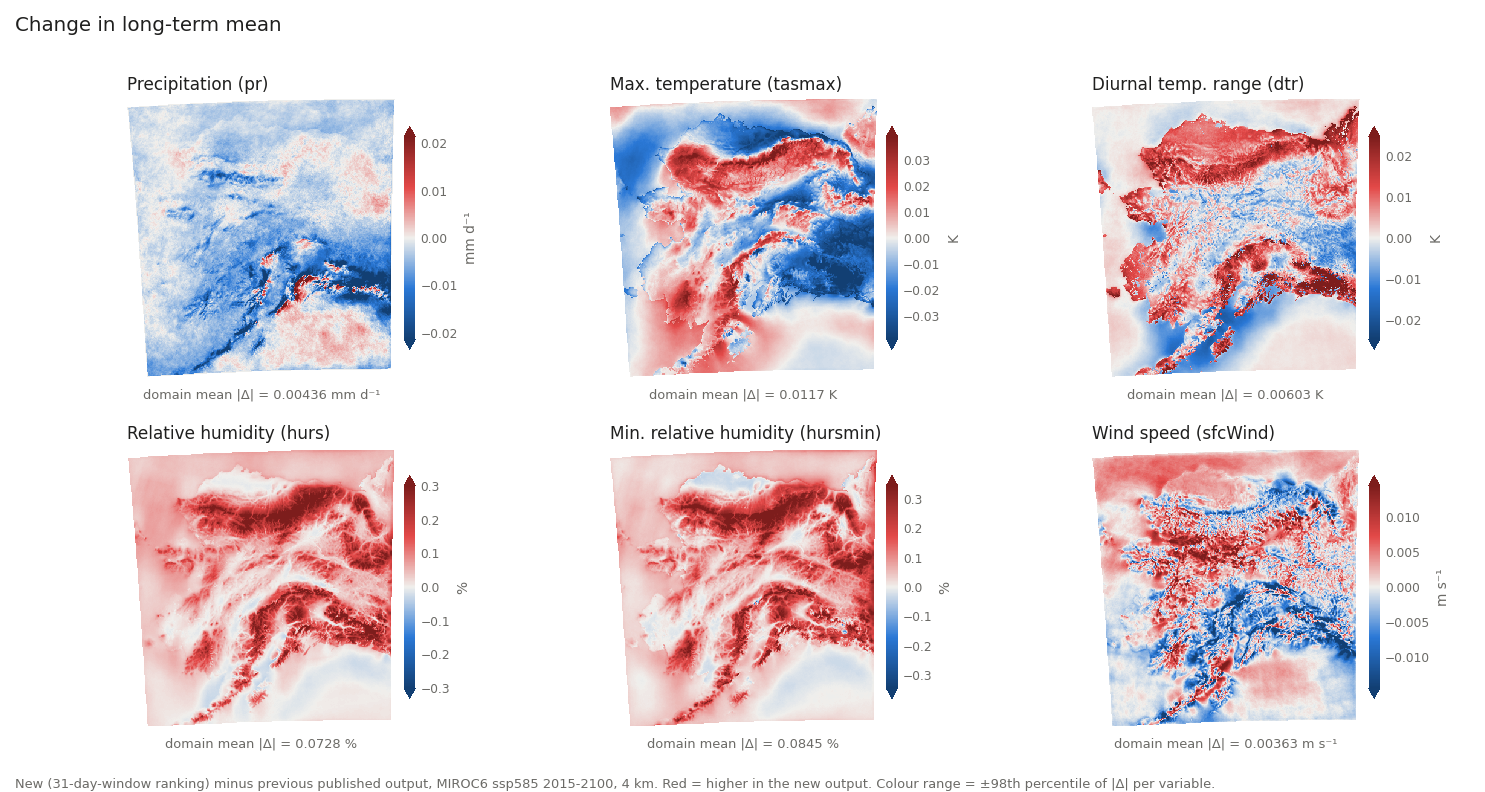 Change in long-term mean
Precipitation (pr)
0.02
0.01
0.00
−0.01
−0.02
mm d⁻¹
domain mean |Δ| = 0.00436 mm d⁻¹
Max. temperature (tasmax)
0.03
0.02
0.01
0.00
−0.01
−0.02
−0.03
K
domain mean |Δ| = 0.0117 K
Diurnal temp. range (dtr)
0.02
0.01
0.00
−0.01
−0.02
K
domain mean |Δ| = 0.00603 K
Relative humidity (hurs)
0.3
0.2
0.1
0.0
−0.1
−0.2
−0.3
%
domain mean |Δ| = 0.0728 %
Min. relative humidity (hursmin)
0.3
0.2
0.1
0.0
−0.1
−0.2
−0.3
%
domain mean |Δ| = 0.0845 %
Wind speed (sfcWind)
0.010
0.005
0.000
−0.005
−0.010
m s⁻¹
domain mean |Δ| = 0.00363 m s⁻¹
New (31-day-window ranking) minus previous published output, MIROC6 ssp585 2015-2100, 4 km. Red = higher in the new output. Colour range = ±98th percentile of |Δ| per variable.